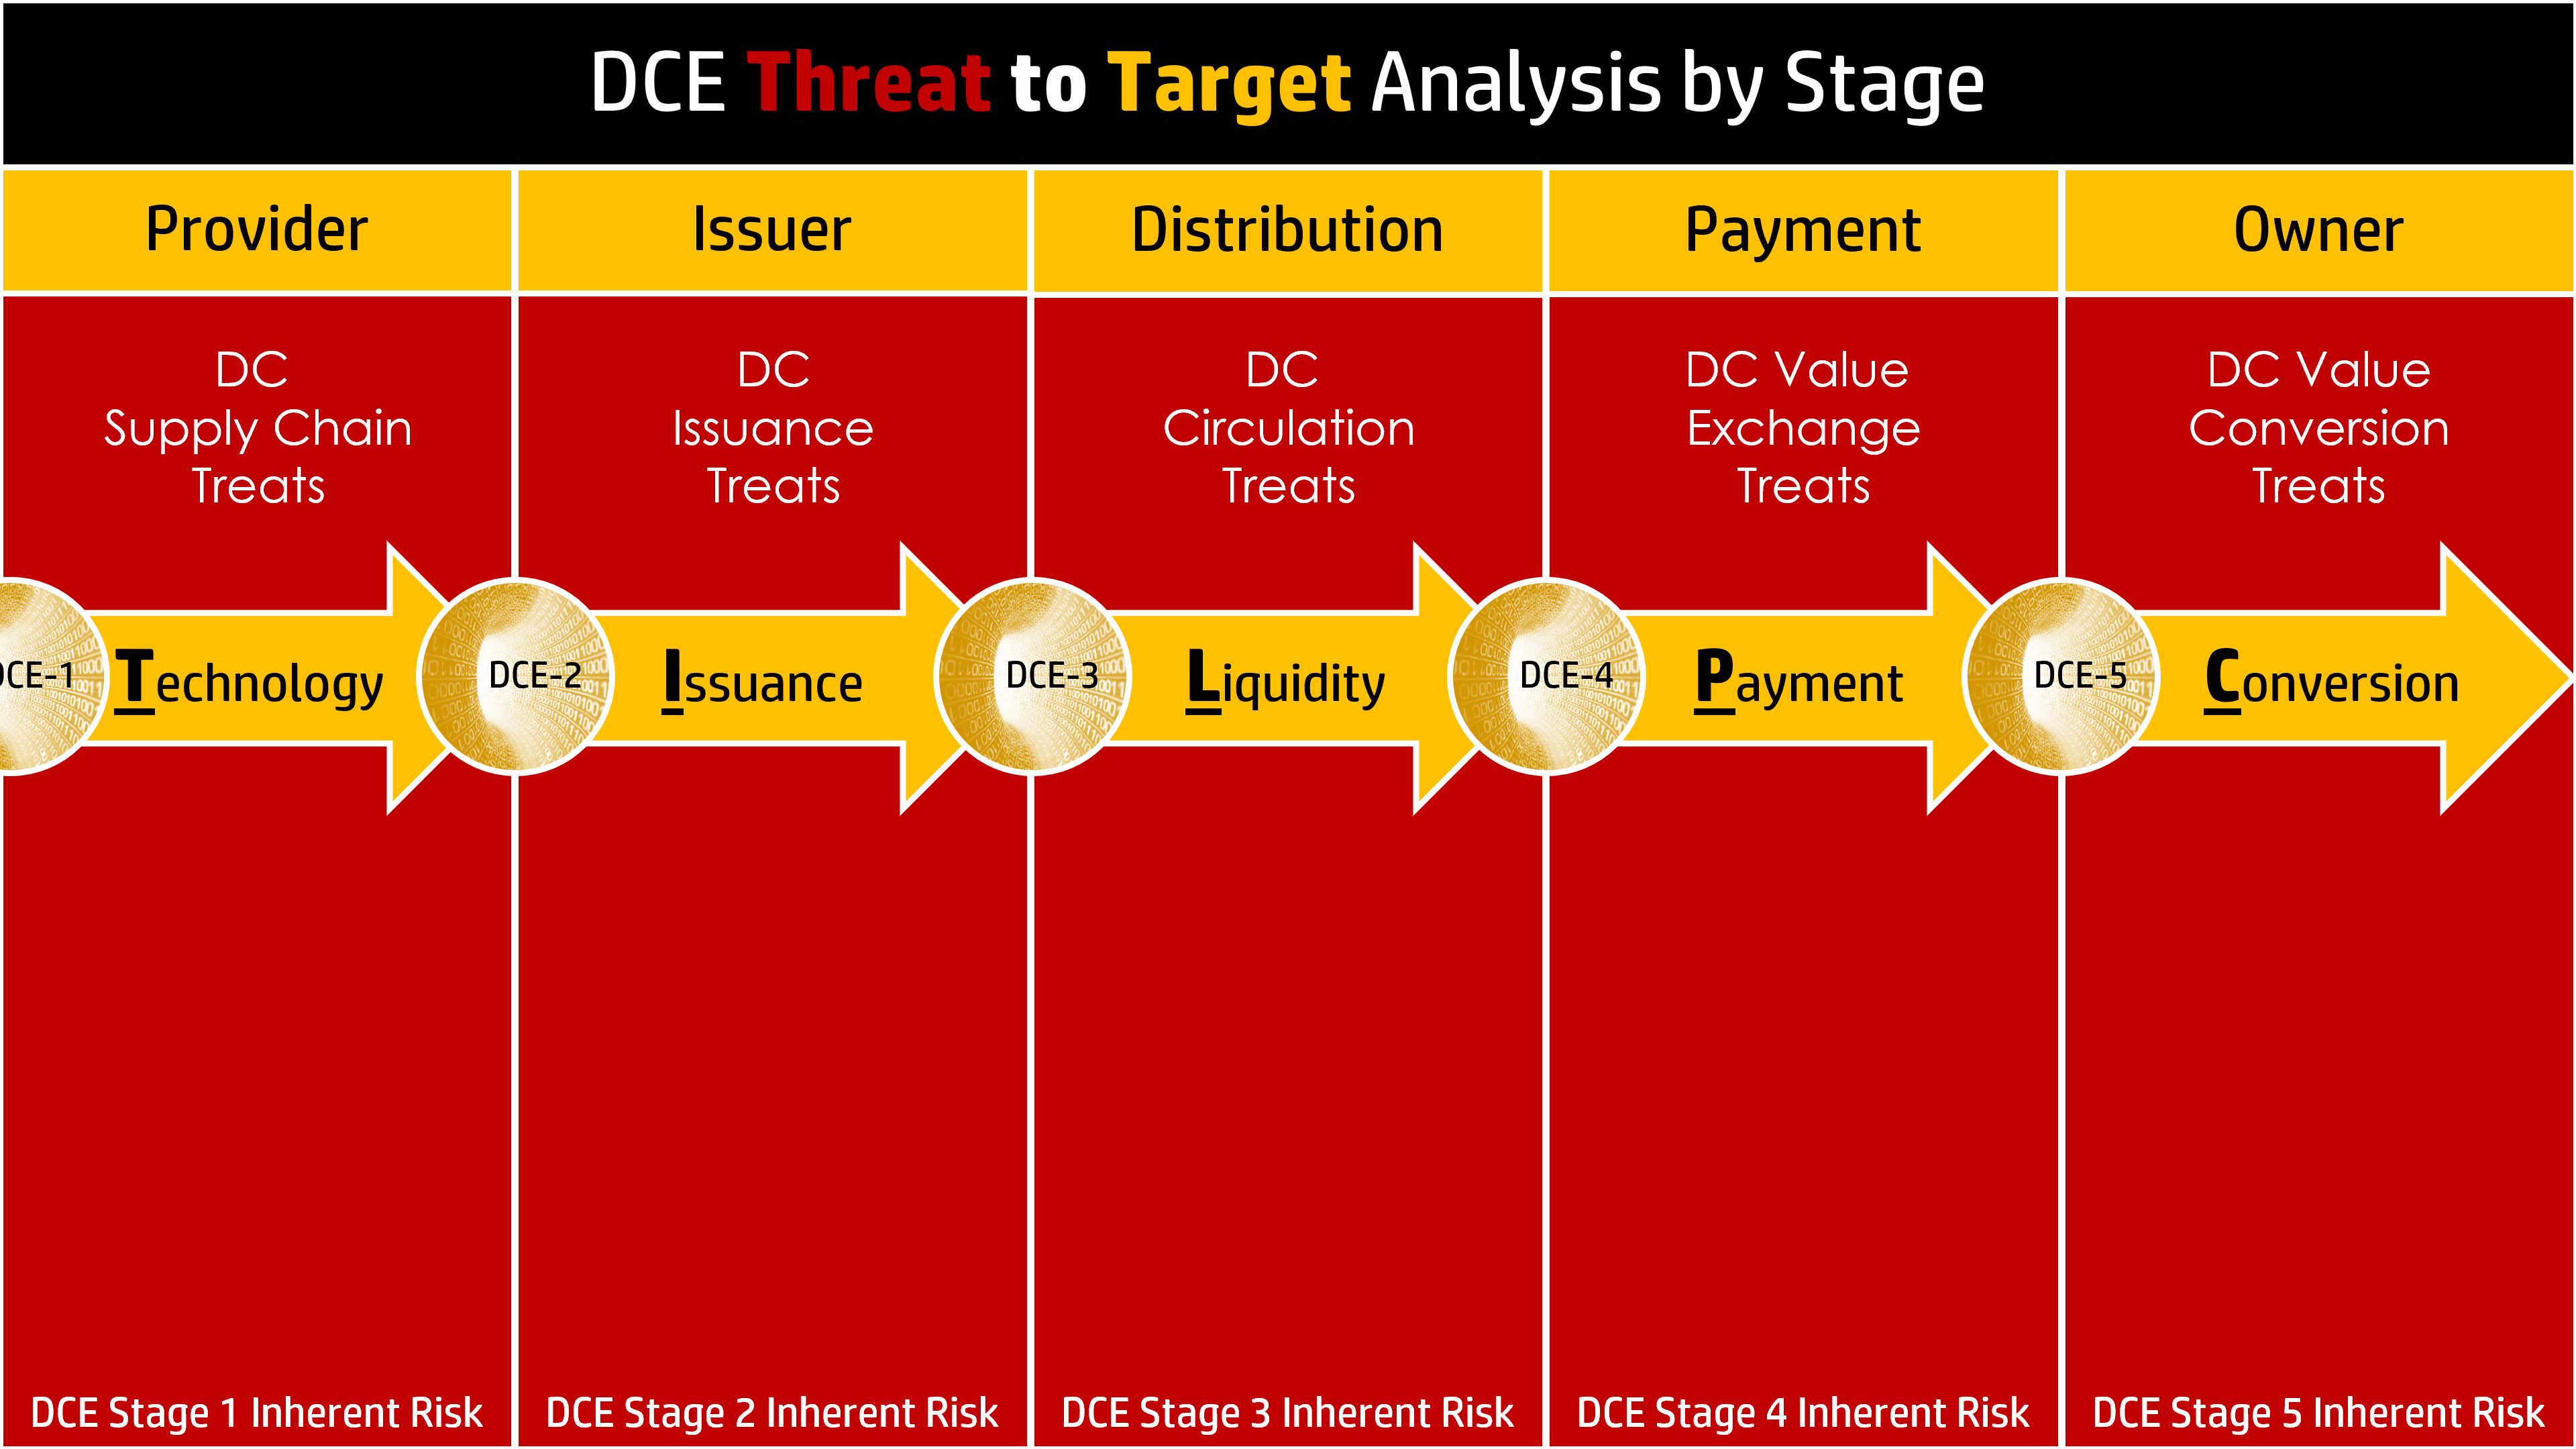 DCE Threat to Target Analysis by Stage
Provider
Issuer
Distribution
Payment
Owner
DC
Supply Chain
Treats
DC
Issuance
Treats
DC
Circulation
Treats
DC Value
Exchange
Treats
DC Value
Conversion
Treats
DCE-1
Technology
DCE-2
Issuance
DCE-3
Liquidity
DCE-4
Payment
DCE-5
Conversion
DCE Stage 1 Inherent Risk
DCE Stage 2 Inherent Risk
DCE Stage 3 Inherent Risk
DCE Stage 4 Inherent Risk
DCE Stage 5 Inherent Risk